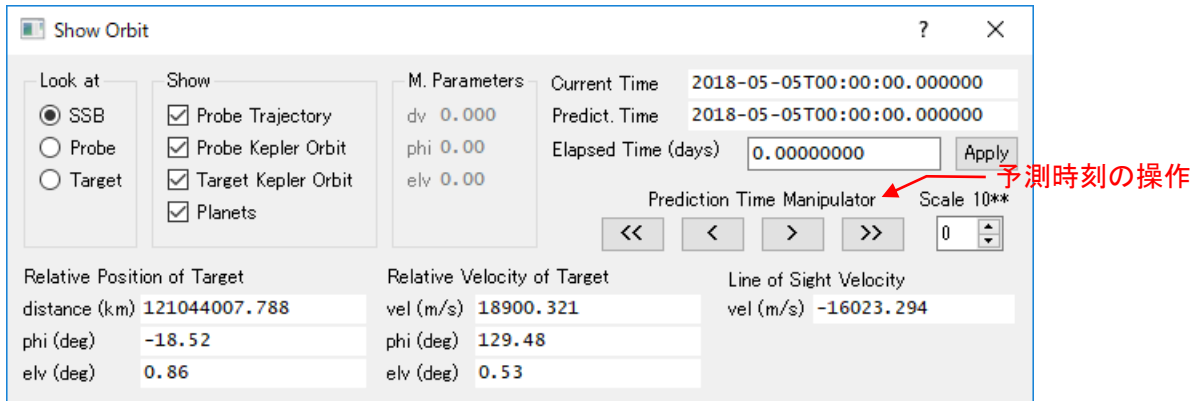 Show Orbit ? ×
Look at
SSB
Probe
Target
Show
Probe Trajectory
Probe Kepler Orbit
Target Kepler Orbit
Planets
M. Parameters
dv 0.000
phi 0.00
elv 0.00
Current Time 2018-05-05T00:00:00.000000
Predict. Time 2018-05-05T00:00:00.000000
Elapsed Time (days) 0.00000000 Apply
予測時刻の操作
Prediction Time Manipulator Scale 10**
<< < > >> 0
Relative Position of Target
distance (km) 121044007.788
phi (deg) -18.52
elv (deg) 0.86
Relative Velocity of Target
vel (m/s) 18900.321
phi (deg) 129.48
elv (deg) 0.53
Line of Sight Velocity
vel (m/s) -16023.294